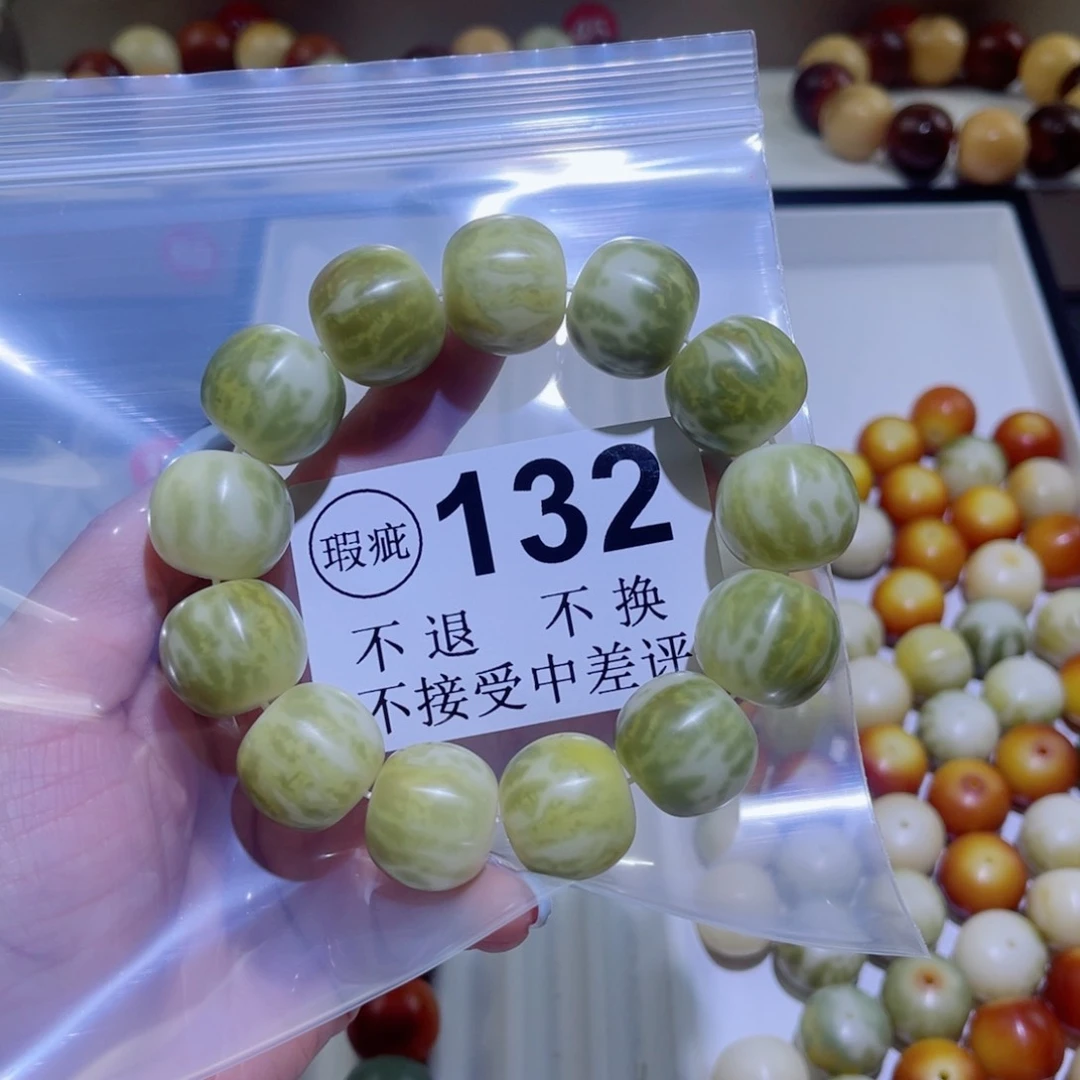 瑕疵 132
不退 不换
不接受中差评